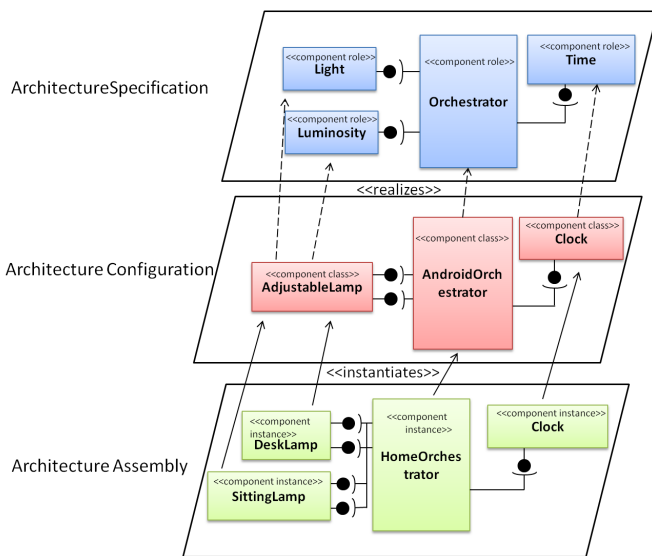 <<component role>>
Light
<<component role>>
Time
<<component role>>
Orchestrator
ArchitectureSpecification
<<component role>>
Luminosity
<<realizes>>
<<component class>>
Clock
<<component class>>
AndroidOrch
estrator
Architecture Configuration
<<component class>>
AdjustableLamp
<<instantiates>>
<<component
instance>>
DeskLamp
<<component
instance>>
HomeOrches
trator
<<component instance>>
Clock
Architecture Assembly
<<component instance>>
SittingLamp